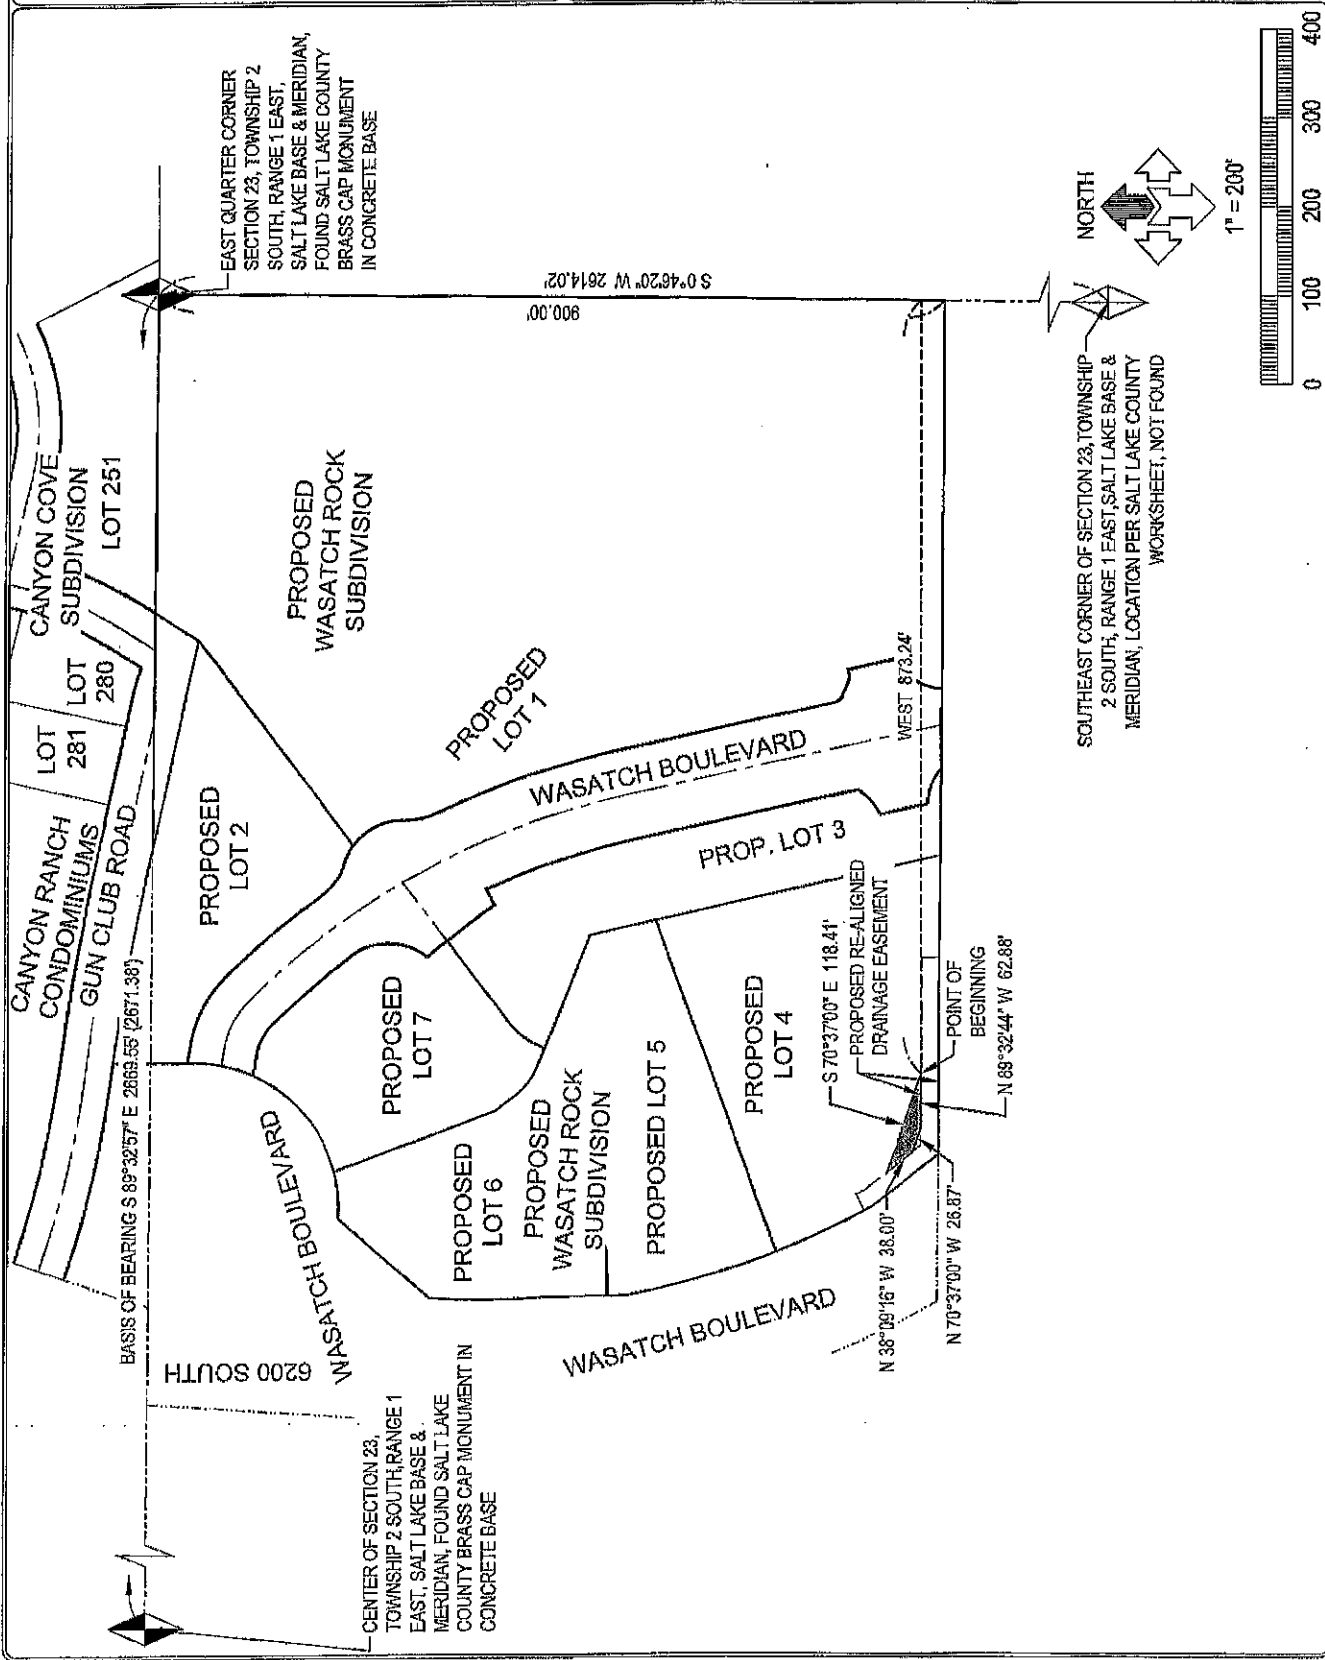 CANYON RANCH
CONDOMINIUMS
GUN CLUB ROAD
LOT
281
LOT
280
CANYON COVE
SUBDIVISION
LOT 251
EAST QUARTER CORNER
SECTION 23, TOWNSHIP 2
SOUTH, RANGE 1 EAST,
SALT LAKE BASE & MERIDIAN,
FOUND SALT LAKE COUNTY
BRASS CAP MONUMENT
IN CONCRETE BASE
BASIS OF BEARING S 89°32'57" E 2669.55' (2671.38')
6200 SOUTH
WASATCH BOULEVARD
CENTER OF SECTION 23,
TOWNSHIP 2 SOUTH, RANGE 1
EAST, SALT LAKE BASE &
MERIDIAN, FOUND SALT LAKE
COUNTY BRASS CAP MONUMENT IN
CONCRETE BASE
PROPOSED
LOT 2
PROPOSED
WASATCH ROCK
SUBDIVISION
PROPOSED
LOT 1
S 0°46'20" W 2614.02'
900.00'
WASATCH BOULEVARD
PROPOSED
LOT 7
PROP. LOT 3
PROPOSED
LOT 6
PROPOSED
WASATCH ROCK
SUBDIVISION
PROPOSED LOT 5
PROPOSED
LOT 4
WASATCH BOULEVARD
S 70°37'00" E 118.41'
PROPOSED RE-ALIGNED
DRAINAGE EASEMENT
WEST 873.24'
POINT OF
BEGINNING
N 89°32'44" W 62.88'
N 38°09'16" W 38.00'
N 70°37'00" W 26.87'
SOUTHEAST CORNER OF SECTION 23, TOWNSHIP
2 SOUTH, RANGE 1 EAST, SALT LAKE BASE &
MERIDIAN, LOCATION PER SALT LAKE COUNTY
WORKSHEET, NOT FOUND
NORTH
1" = 200'
0 100 200 300 400